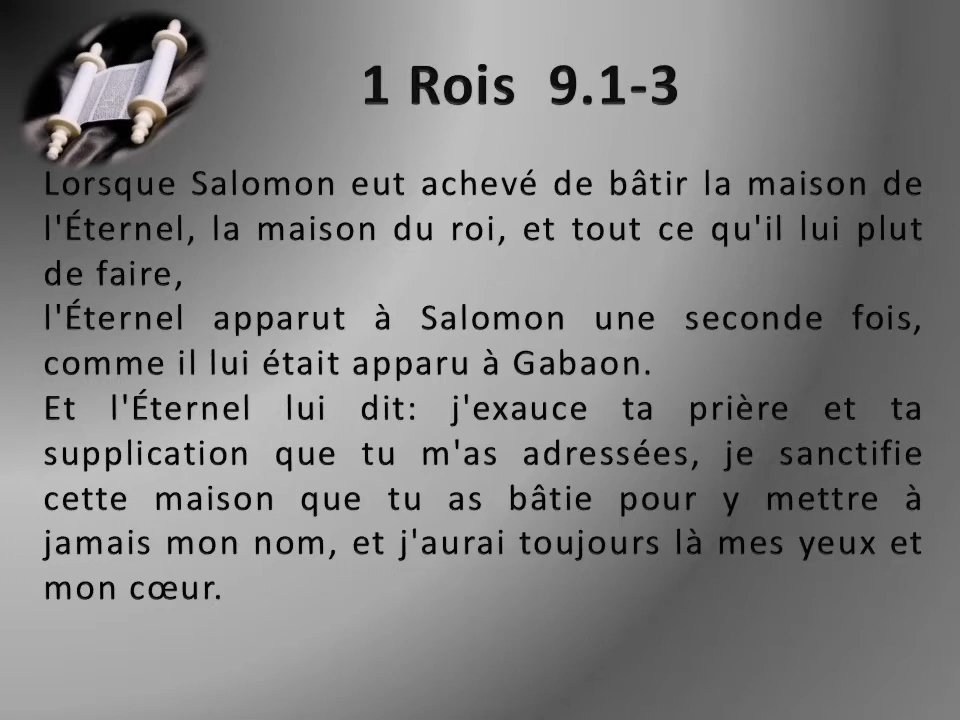 1 Rois 9.1-3
Lorsque Salomon eut achevé de bâtir la maison de
l'Éternel, la maison du roi, et tout ce qu'il lui plut
de faire,
l'Éternel apparut à Salomon une seconde fois,
comme il lui était apparu à Gabaon.
Et l'Éternel lui dit: j'exauce ta prière et ta
supplication que tu m'as adressées, je sanctifie
cette maison que tu as bâtie pour y mettre à
jamais mon nom, et j'aurai toujours là mes yeux et
mon cœur.